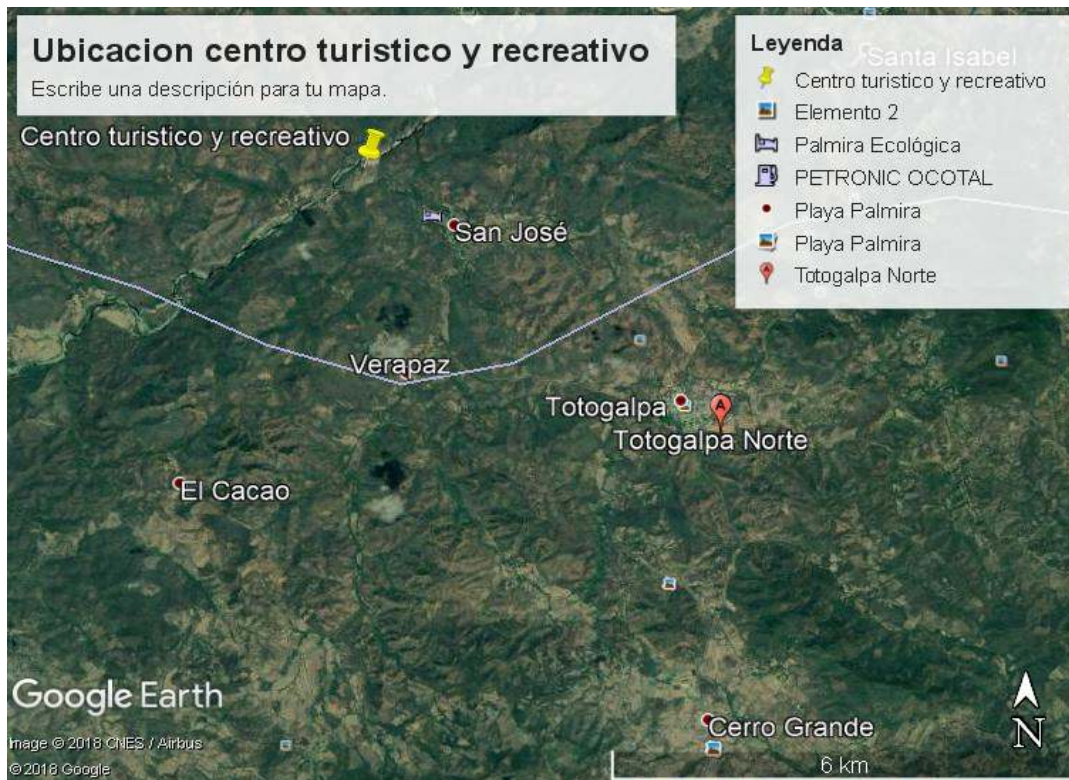 Ubicacion centro turistico y recreativo
Escribe una descripción para tu mapa.
Leyenda
Santa Isabel
Centro turistico y recreativo
Elemento 2
Palmira Ecológica
PETRONIC OCOTAL
Playa Palmira
Playa Palmira
Totogalpa Norte
Centro turistico y recreativo
San José
Verapaz
Totogalpa
A
Totogalpa Norte
El Cacao
Google Earth
Image © 2018 CNES / Airbus
© 2018 Google
Cerro Grande
6 km
N